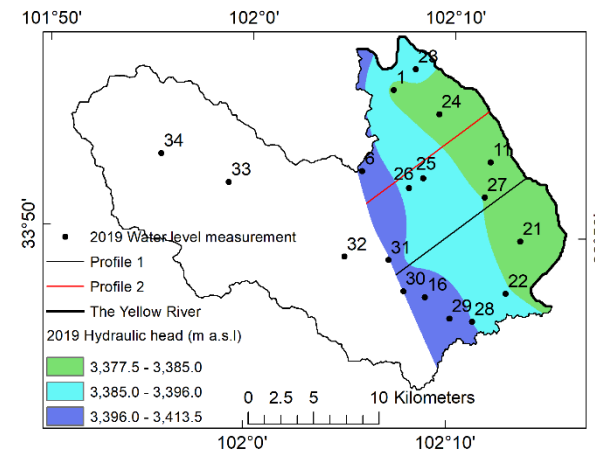 101°50' 102°0' 102°10'
23
1
24
34
11
6
25
33
26
27
33°50'
21
2019 Water level measurement
32
31
Profile 1
30
16
22
Profile 2
29
28
The Yellow River
2019 Hydraulic head (m a.s.l)
3,377.5 - 3,385.0
3,385.0 - 3,396.0
3,396.0 - 3,413.5
0 2.5 5 10 Kilometers
102°0' 102°10'